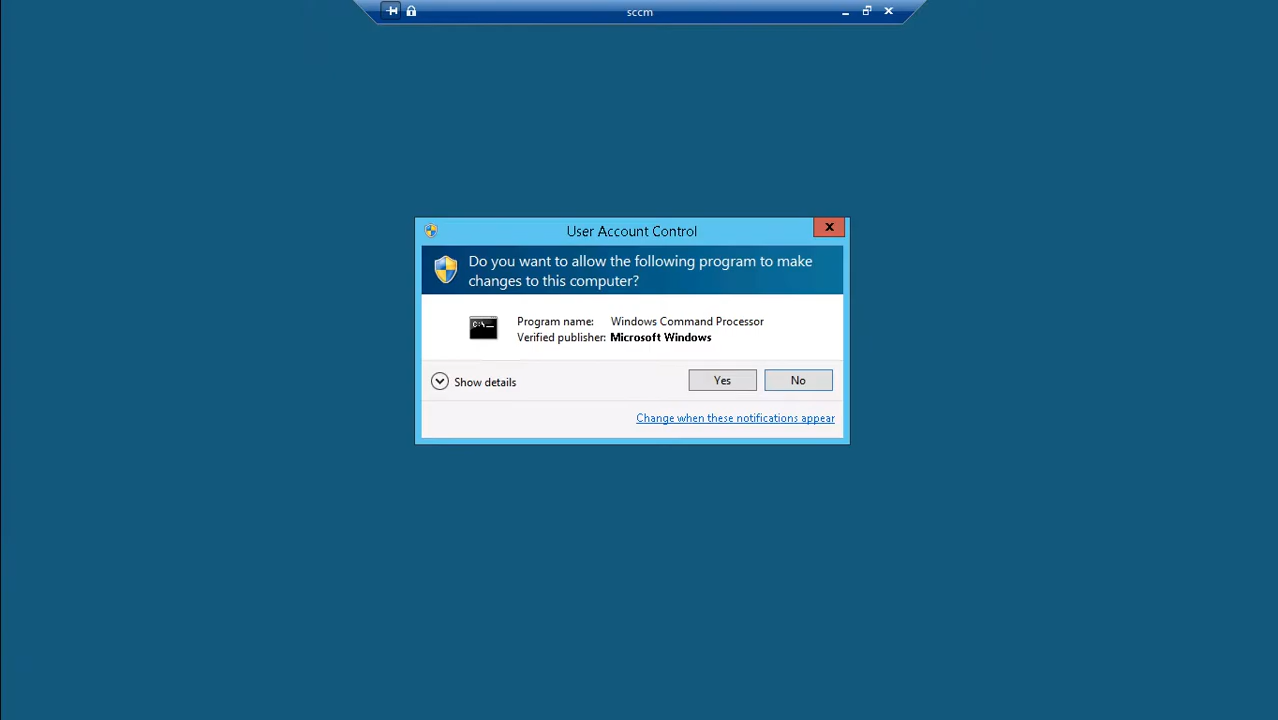 sccm
User Account Control
Do you want to allow the following program to make
changes to this computer?
C:\
Program name: Windows Command Processor
Verified publisher: Microsoft Windows
Show details
Yes
No
Change when these notifications appear